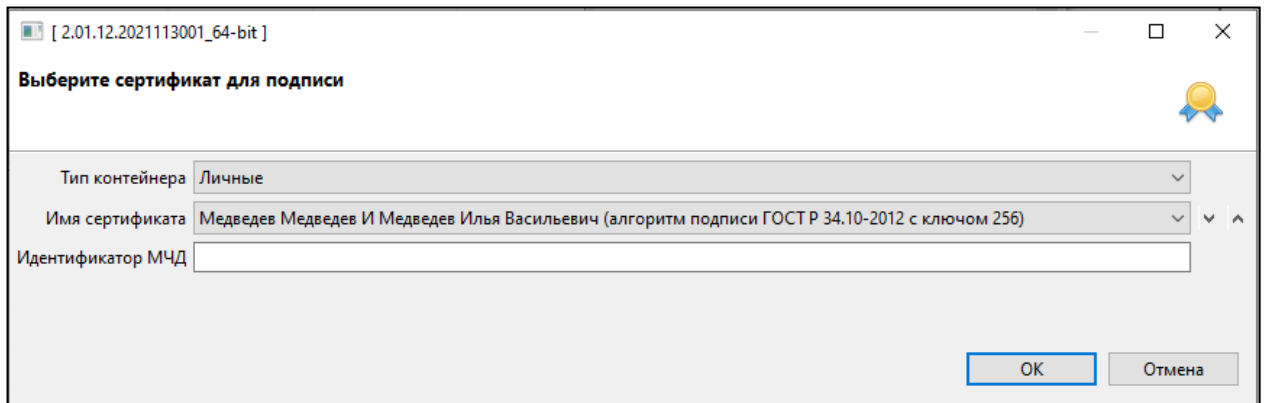 [ 2.01.12.2021113001_64-bit ]
Выберите сертификат для подписи
Тип контейнера Личные
Имя сертификата Медведев Медведев И Медведев Илья Васильевич (алгоритм подписи ГОСТ Р 34.10-2012 с ключом 256)
Идентификатор МЧД
ОК Отмена